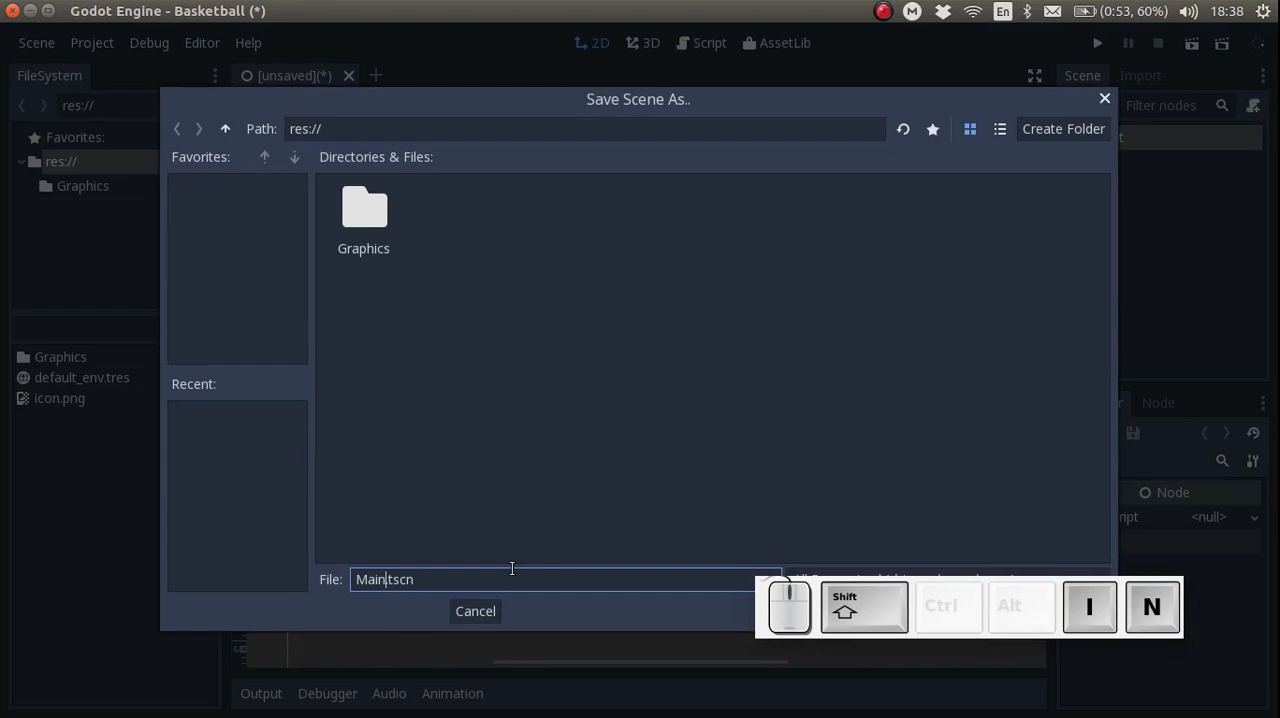 Godot Engine - Basketball (*)
En
(0:53, 60%)
18:38
Scene
Project
Debug
Editor
Help
2D
3D
Script
AssetLib
FileSystem
[unsaved](*)
Scene
Import
res://
Filter nodes
Favorites:
res://
Graphics
Graphics
default_env.tres
icon.png
Save Scene As..
Path:
res://
Create Folder
Favorites:
Directories & Files:
Graphics
Recent:
File:
Main.tscn
Cancel
Node
Node
<null>
Shift
Ctrl
Alt
I
N
Output
Debugger
Audio
Animation